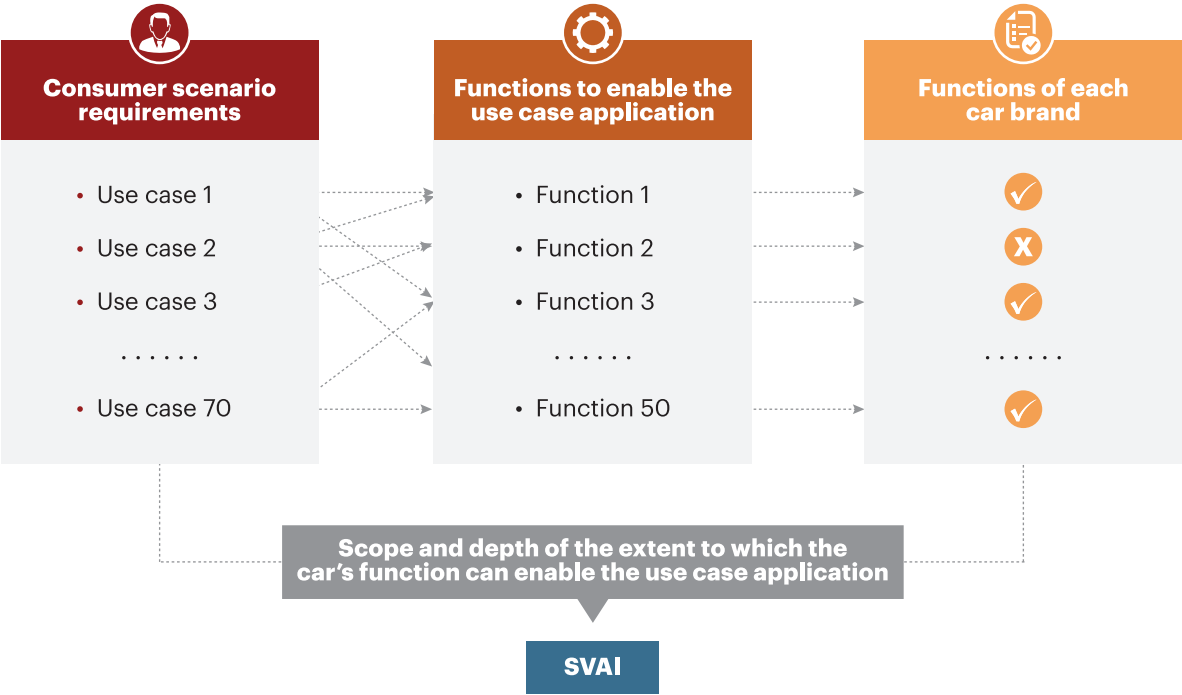 Consumer scenario
requirements
• Use case 1
• Use case 2
• Use case 3
. . . . . .
• Use case 70
Functions to enable the
use case application
• Function 1
• Function 2
• Function 3
. . . . . .
• Function 50
Functions of each
car brand
. . . . . .
Scope and depth of the extent to which the
car’s function can enable the use case application
SVAI